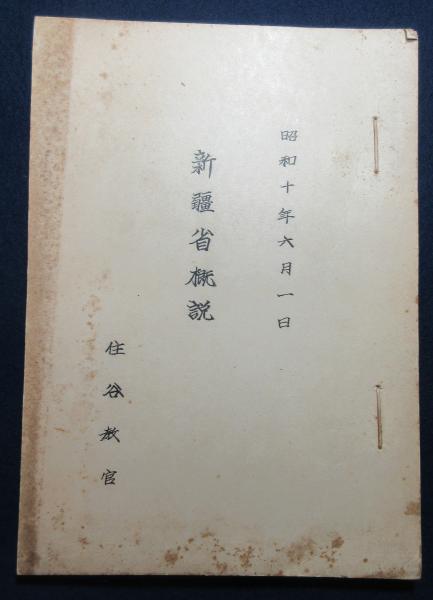 昭和十年六月一日
新疆省概説
住谷教官